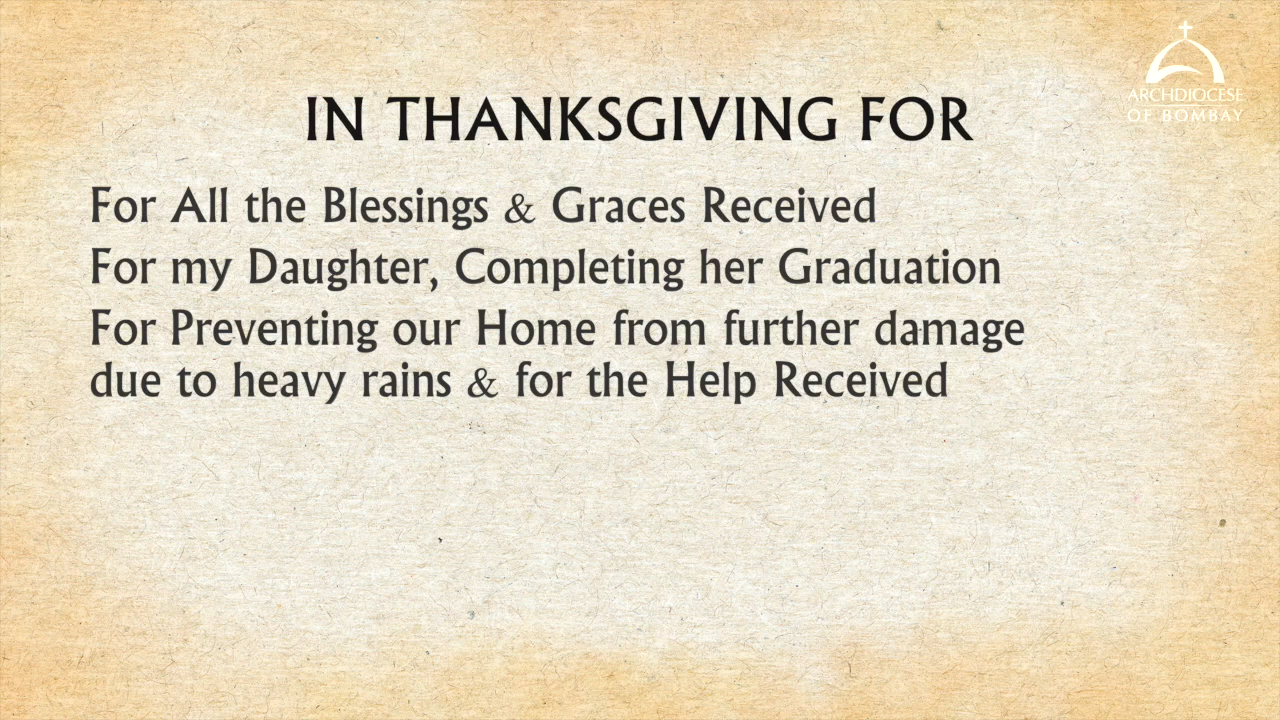 ARCHDIOCESE
OF BOMBAY
IN THANKSGIVING FOR
For All the Blessings & Graces Received
For my Daughter, Completing her Graduation
For Preventing our Home from further damage
due to heavy rains & for the Help Received